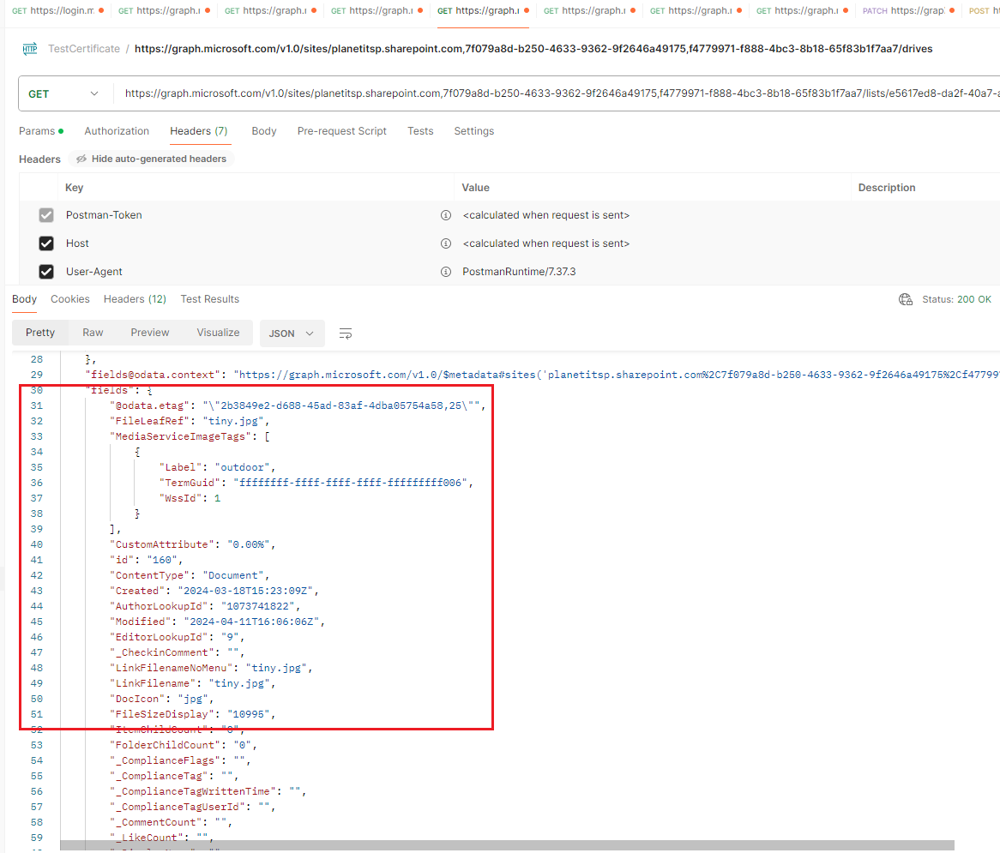 GET https://login.m GET https://graph.r GET https://graph.r GET https://graph.r GET https://graph.r GET https://graph.r GET https://graph.r GET https://graph.r PATCH https://grap POST
HTTP TestCertificate / https://graph.microsoft.com/v1.0/sites/planetitsp.sharepoint.com,7f079a8d-b250-4633-9362-9f2646a49175,f4779971-f888-4bc3-8b18-65f83b1f7aa7/drives
GET https://graph.microsoft.com/v1.0/sites/planetitsp.sharepoint.com,7f079a8d-b250-4633-9362-9f2646a49175,f4779971-f888-4bc3-8b18-65f83b1f7aa7/lists/e5617ed8-da2f-40a7-a
Params Authorization Headers (7) Body Pre-request Script Tests Settings
Headers Hide auto-generated headers
Key Value Description
Postman-Token <calculated when request is sent>
Host <calculated when request is sent>
User-Agent PostmanRuntime/7.37.3
Body Cookies Headers (12) Test Results Status: 200 OK
Pretty Raw Preview Visualize JSON
28 },
29 "fields@odata.context": "https://graph.microsoft.com/v1.0/$metadata#sites('planetitsp.sharepoint.com%2C7f079a8d-b250-4633-9362-9f2646a49175%2Cf47799
30 "fields": {
31 "@odata.etag": "\"2b3849e2-d688-45ad-83af-4dba05754a58,25\"",
32 "FileLeafRef": "tiny.jpg",
33 "MediaServiceImageTags": [
34 {
35 "Label": "outdoor",
36 "TermGuid": "ffffffff-ffff-ffff-ffff-fffffffff006",
37 "WssId": 1
38 }
39 ],
40 "CustomAttribute": "0.00%",
41 "id": "160",
42 "ContentType": "Document",
43 "Created": "2024-03-18T15:23:09Z",
44 "AuthorLookupId": "1073741822",
45 "Modified": "2024-04-11T16:06:06Z",
46 "EditorLookupId": "9",
47 "_CheckinComment": "",
48 "LinkFilenameNoMenu": "tiny.jpg",
49 "LinkFilename": "tiny.jpg",
50 "DocIcon": "jpg",
51 "FileSizeDisplay": "10995",
52 "ItemChildCount": "0",
53 "FolderChildCount": "0",
54 "_ComplianceFlags": "",
55 "_ComplianceTag": "",
56 "_ComplianceTagWrittenTime": "",
57 "_ComplianceTagUserId": "",
58 "_CommentCount": "",
59 "_LikeCount": "",